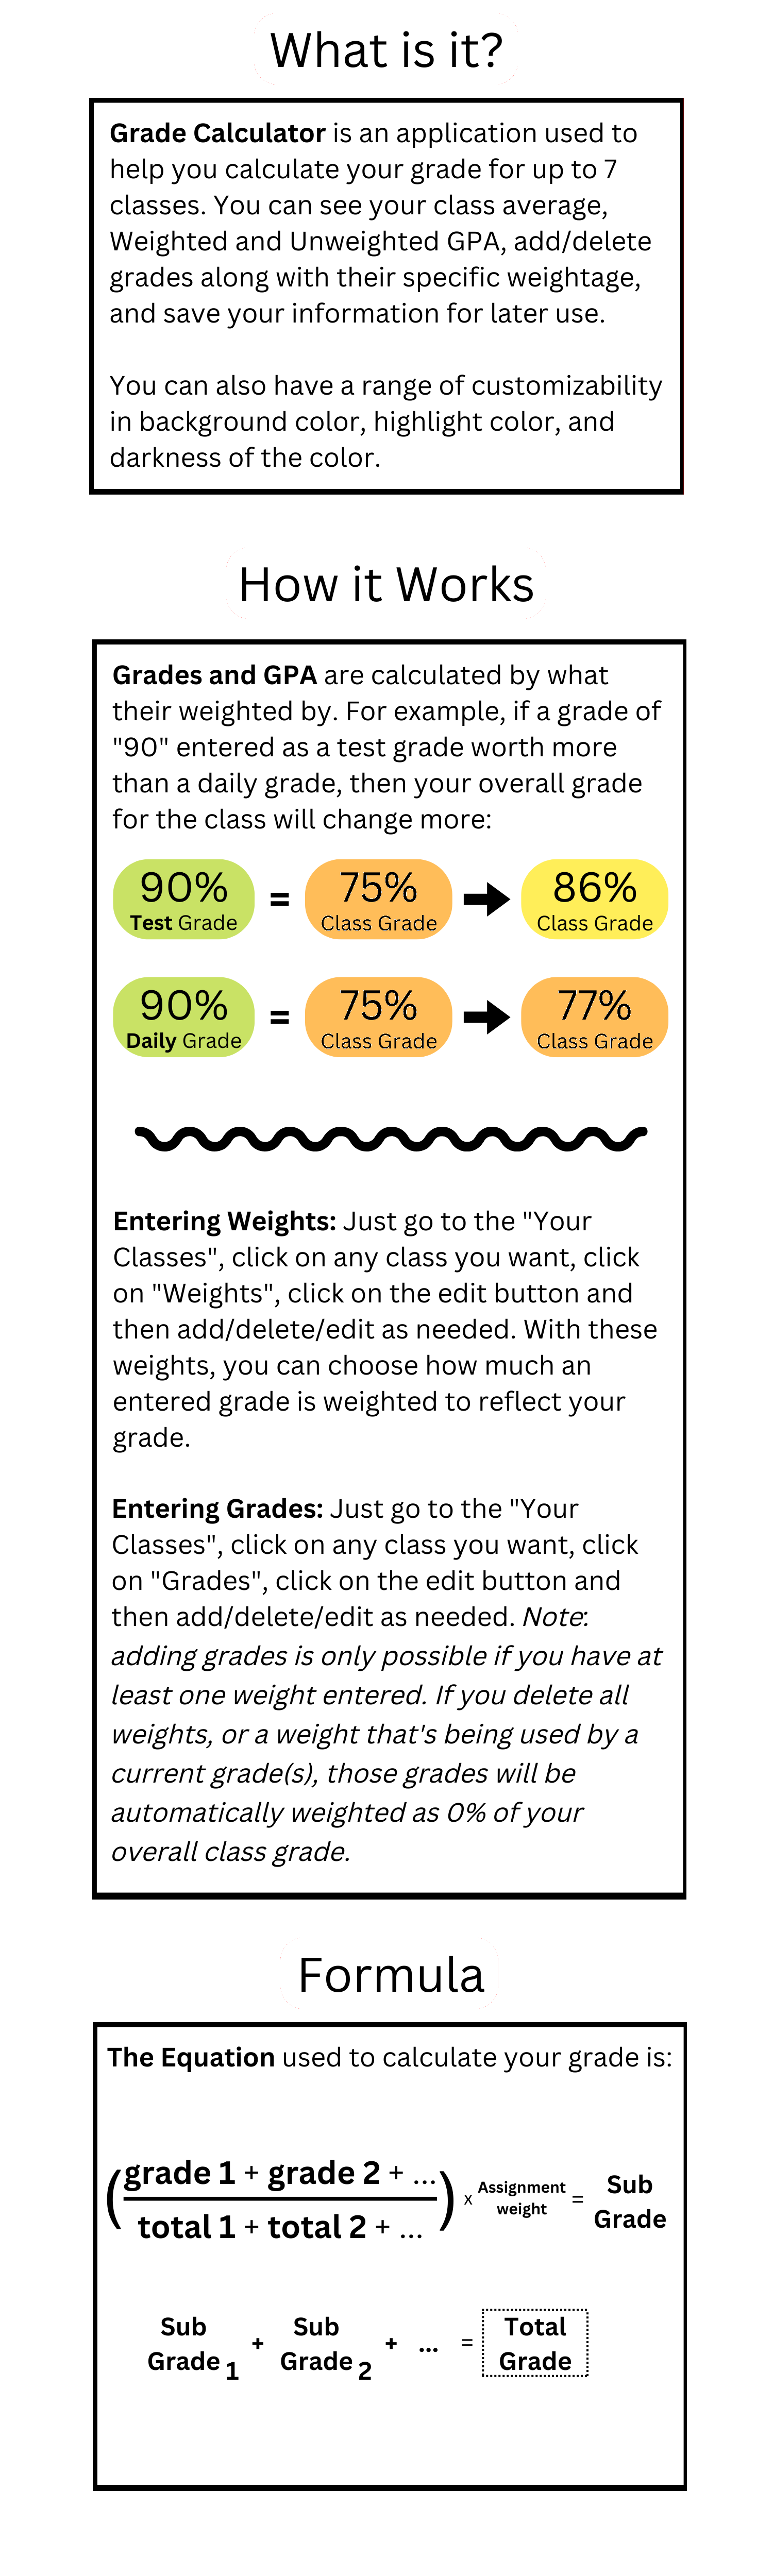 What is it?
Grade Calculator is an application used to
help you calculate your grade for up to 7
classes. You can see your class average,
Weighted and Unweighted GPA, add/delete
grades along with their specific weightage,
and save your information for later use.
You can also have a range of customizability
in background color, highlight color, and
darkness of the color.
How it Works
Grades and GPA are calculated by what
their weighted by. For example, if a grade of
"90" entered as a test grade worth more
than a daily grade, then your overall grade
for the class will change more:
90% = 75% → 86%
Test Grade Class Grade Class Grade
90% = 75% → 77%
Daily Grade Class Grade Class Grade
Entering Weights: Just go to the "Your
Classes", click on any class you want, click
on "Weights", click on the edit button and
then add/delete/edit as needed. With these
weights, you can choose how much an
entered grade is weighted to reflect your
grade.
Entering Grades: Just go to the "Your
Classes", click on any class you want, click
on "Grades", click on the edit button and
then add/delete/edit as needed. Note:
adding grades is only possible if you have at
least one weight entered. If you delete all
weights, or a weight that's being used by a
current grade(s), those grades will be
automatically weighted as 0% of your
overall class grade.
Formula
The Equation used to calculate your grade is:
(grade 1 + grade 2 + ...
total 1 + total 2 + ...) x Assignment weight = Sub Grade
Sub Grade 1 + Sub Grade 2 + ... = Total Grade